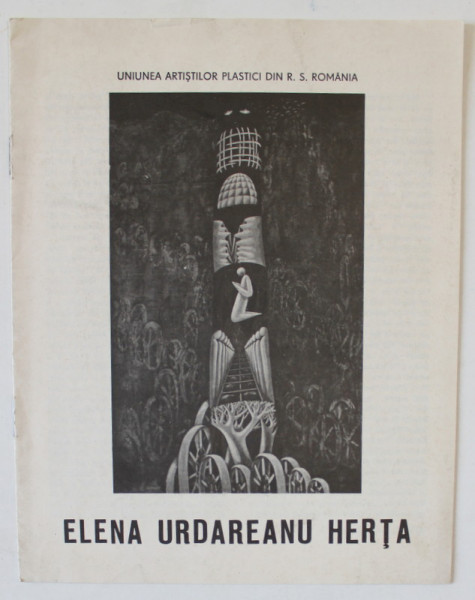 UNIUNEA ARTIȘTILOR PLASTICI DIN R. S. ROMÂNIA
ELENA URDAREANU HERȚA